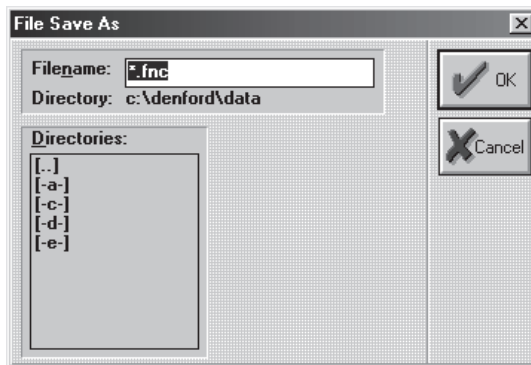 File Save As
Filename: *.fnc
Directory: c:\denford\data
Directories:
[..]
[-a-]
[-c-]
[-d-]
[-e-]
OK
Cancel